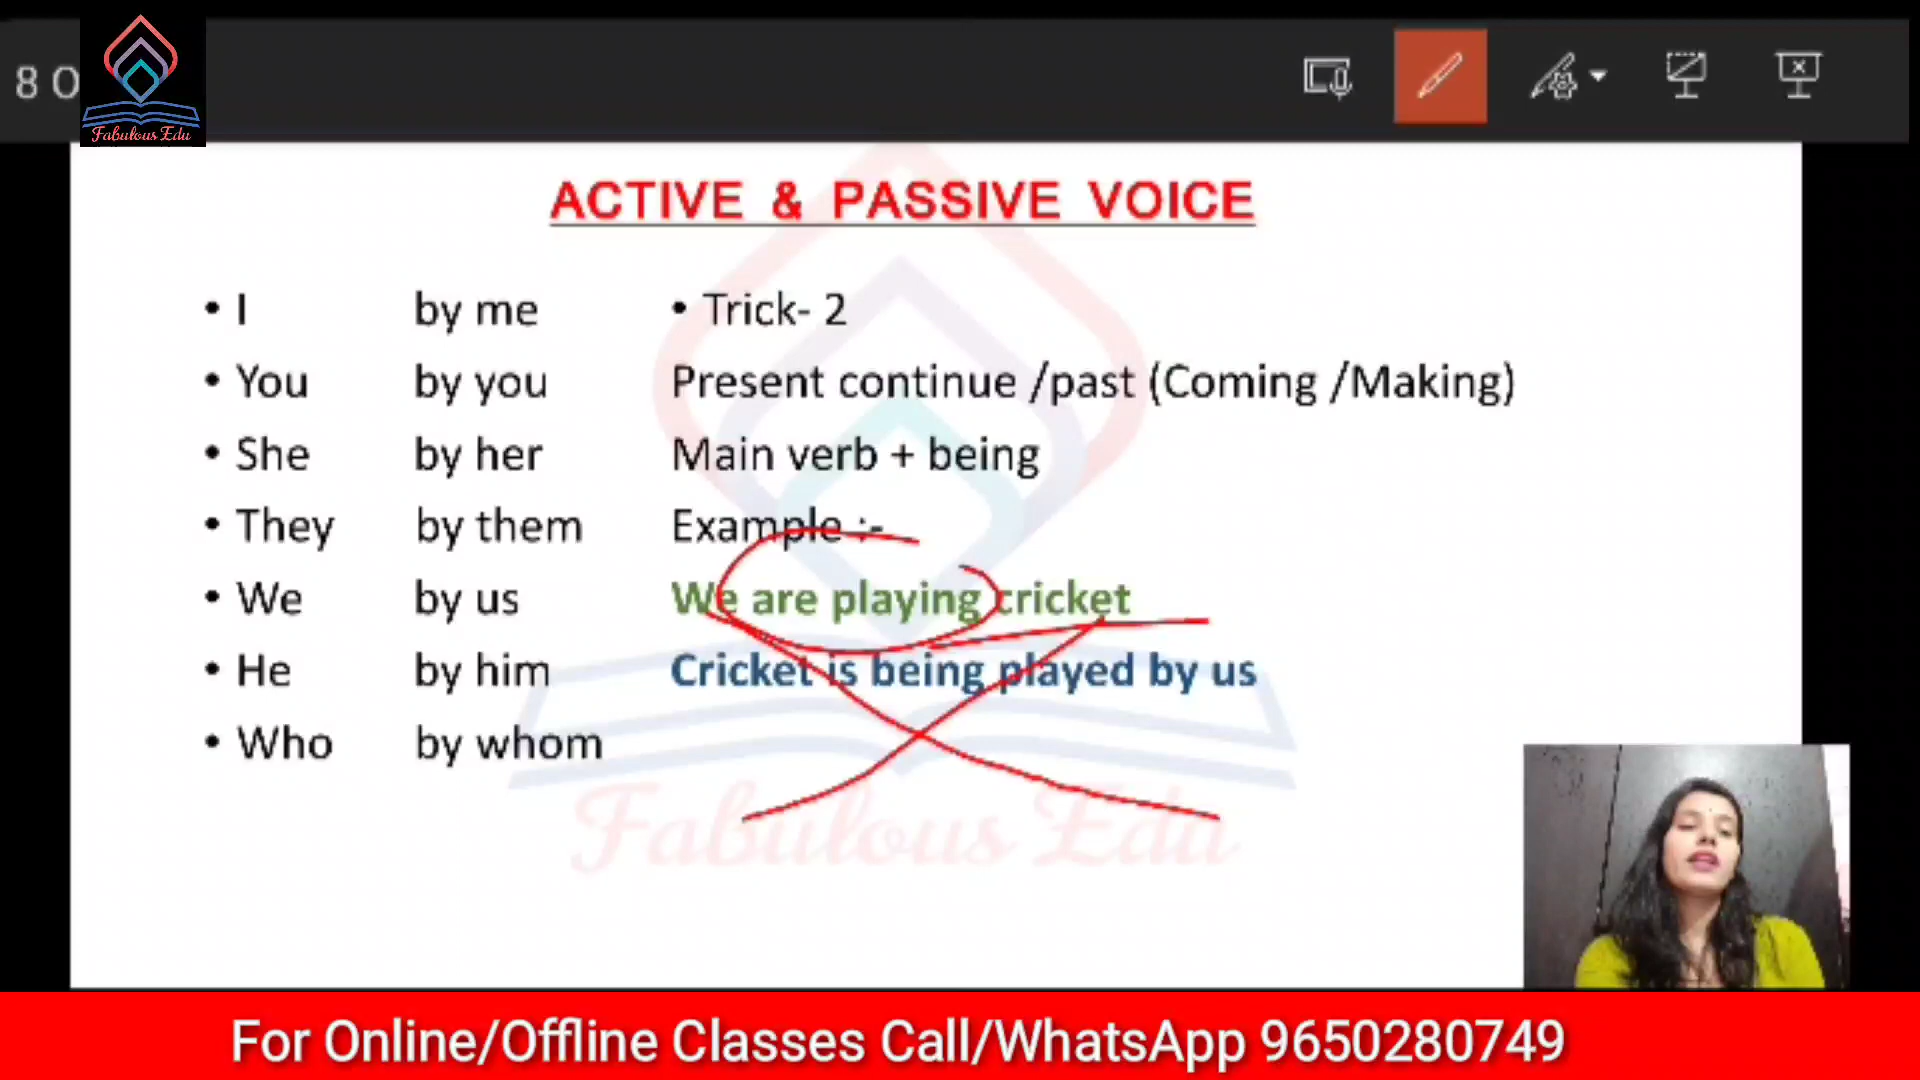 8 O
Fabulous Edu
ACTIVE & PASSIVE VOICE
• I by me
• You by you
• She by her
• They by them
• We by us
• He by him
• Who by whom
• Trick- 2
Present continue /past (Coming /Making)
Main verb + being
Example :-
We are playing cricket
Cricket is being played by us
Fabulous Edu
For Online/Offline Classes Call/WhatsApp 9650280749